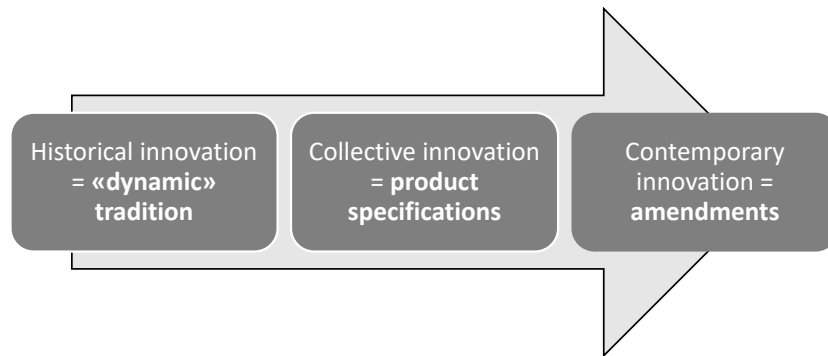 Historical innovation
= «dynamic»
tradition
Collective innovation
= product
specifications
Contemporary
innovation =
amendments